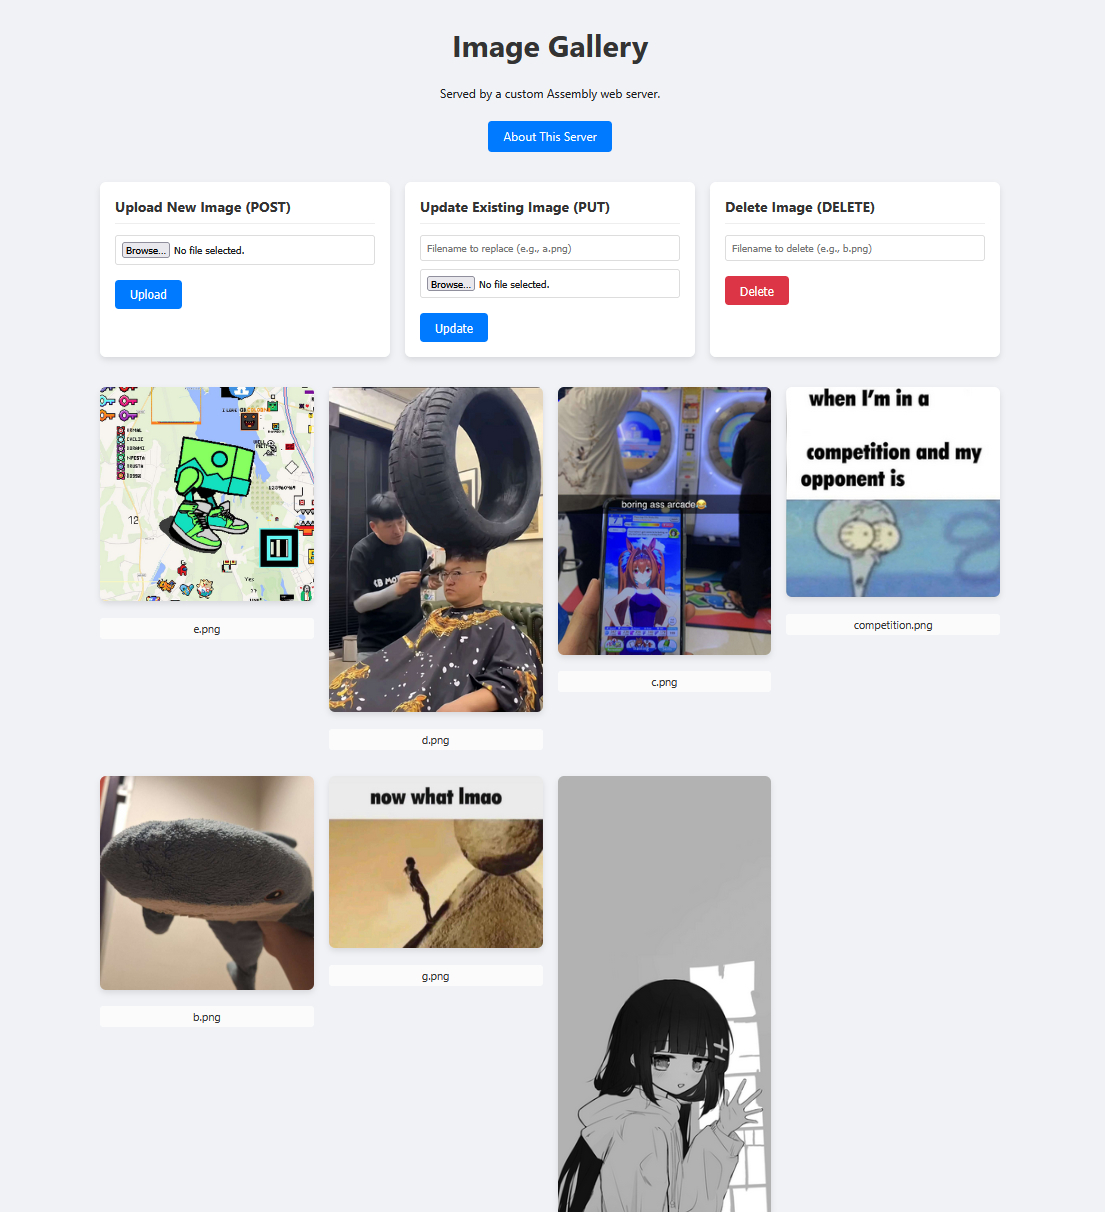 Image Gallery
Served by a custom Assembly web server.
About This Server
Upload New Image (POST)
Browse... No file selected.
Upload
Update Existing Image (PUT)
Filename to replace (e.g., a.png)
Browse... No file selected.
Update
Delete Image (DELETE)
Filename to delete (e.g., b.png)
Delete
12
Yes
??
e.png
d.png
boring ass arcade😂
c.png
when I'm in a
competition and my
opponent is
competition.png
b.png
now what lmao
g.png